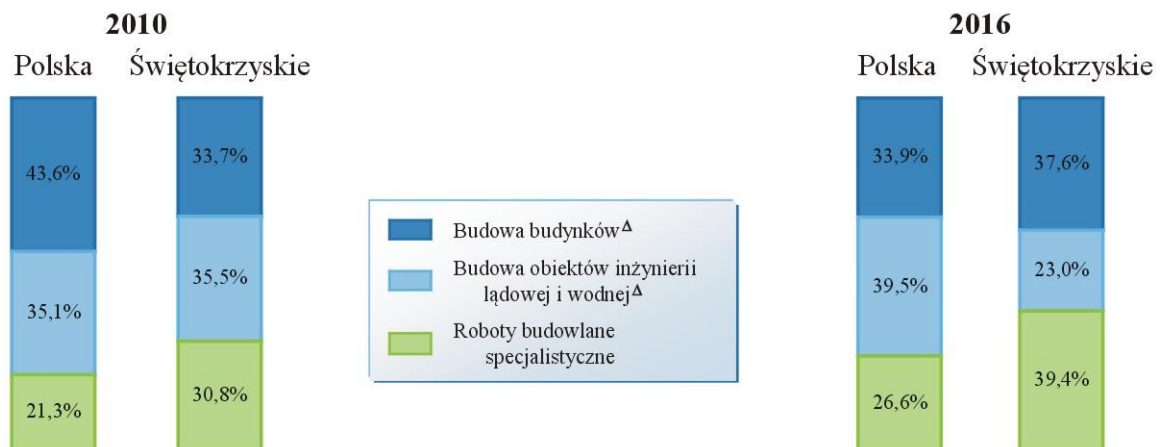 2010
Polska Świętokrzyskie
43,6%
35,1%
21,3%
33,7%
35,5%
30,8%
Budowa budynków Δ
Budowa obiektów inżynierii
lądowej i wodnej Δ
Roboty budowlane
specjalistyczne
2016
Polska Świętokrzyskie
33,9%
39,5%
26,6%
37,6%
23,0%
39,4%